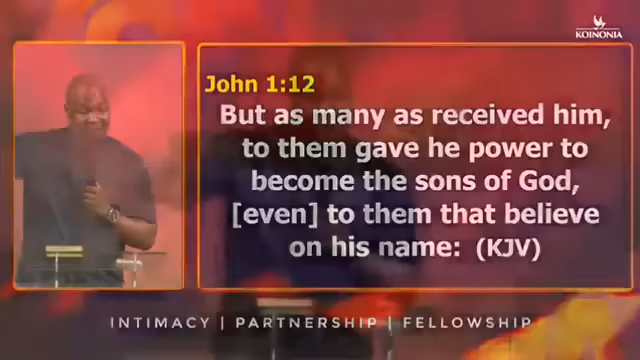 KOINONIA
John 1:12
But as many as received him,
to them gave he power to
become the sons of God,
[even] to them that believe
on his name: (KJV)
INTIMACY | PARTNERSHIP | FELLOWSHIP